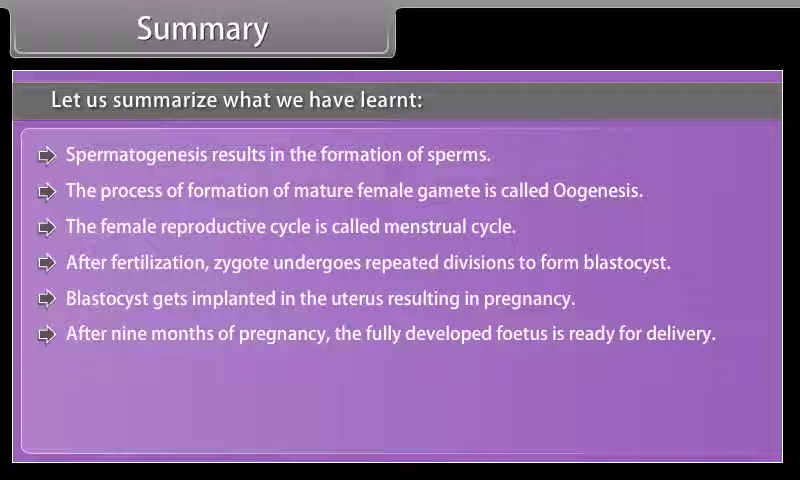 Summary
Let us summarize what we have learnt:
Spermatogenesis results in the formation of sperms.
The process of formation of mature female gamete is called Oogenesis.
The female reproductive cycle is called menstrual cycle.
After fertilization, zygote undergoes repeated divisions to form blastocyst.
Blastocyst gets implanted in the uterus resulting in pregnancy.
After nine months of pregnancy, the fully developed foetus is ready for delivery.